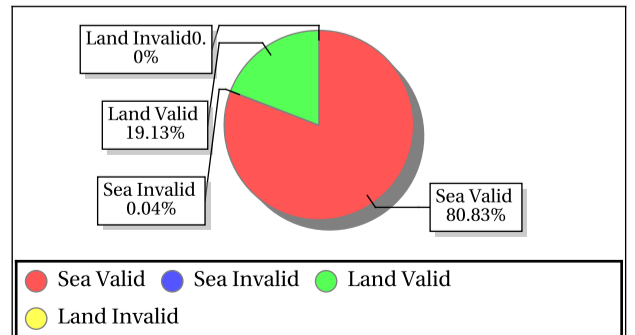 Land Invalid0.
0%
Land Valid
19.13%
Sea Invalid
0.04%
Sea Valid
80.83%
Sea Valid Sea Invalid Land Valid
Land Invalid